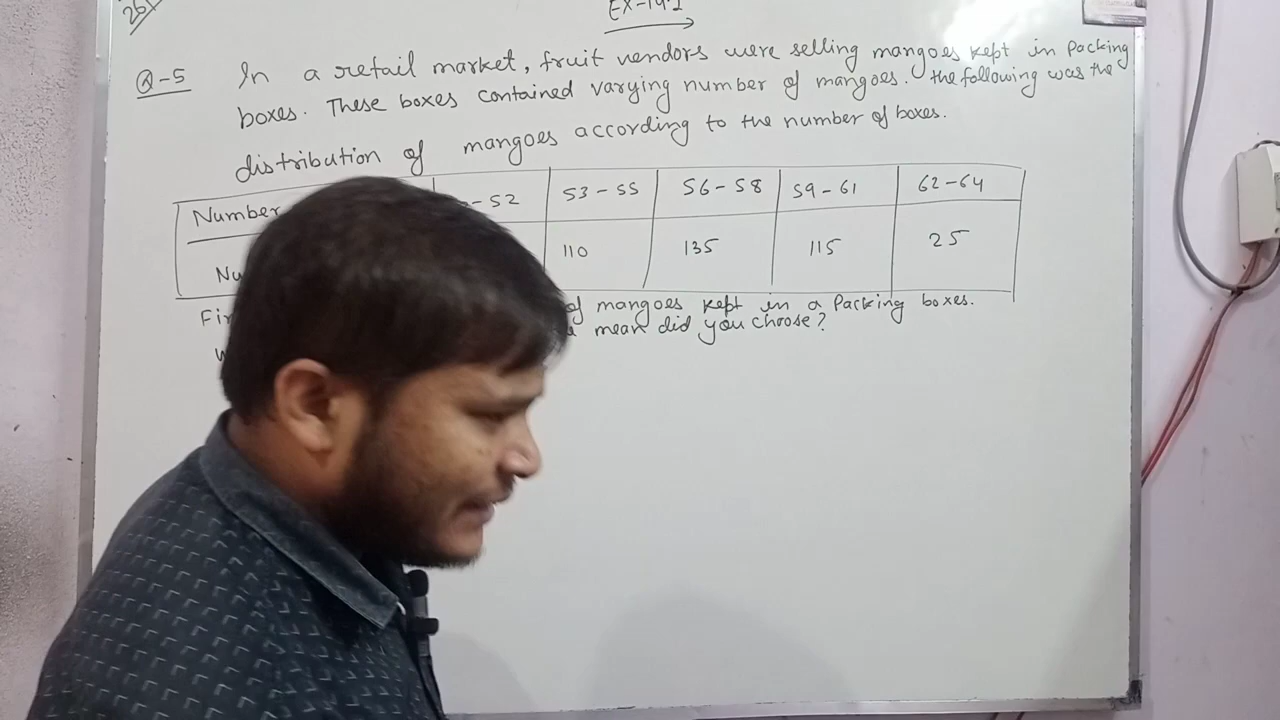 Ex-14.1
Q-5 In a retail market, fruit vendors were selling mangoes kept in Packing
boxes. These boxes contained varying number of mangoes. the following was the
distribution of mangoes according to the number of boxes.
Number -52 53-55 56-58 59-61 62-64
110 135 115 25
of mangoes kept in a Packing boxes.
mean did you choose?